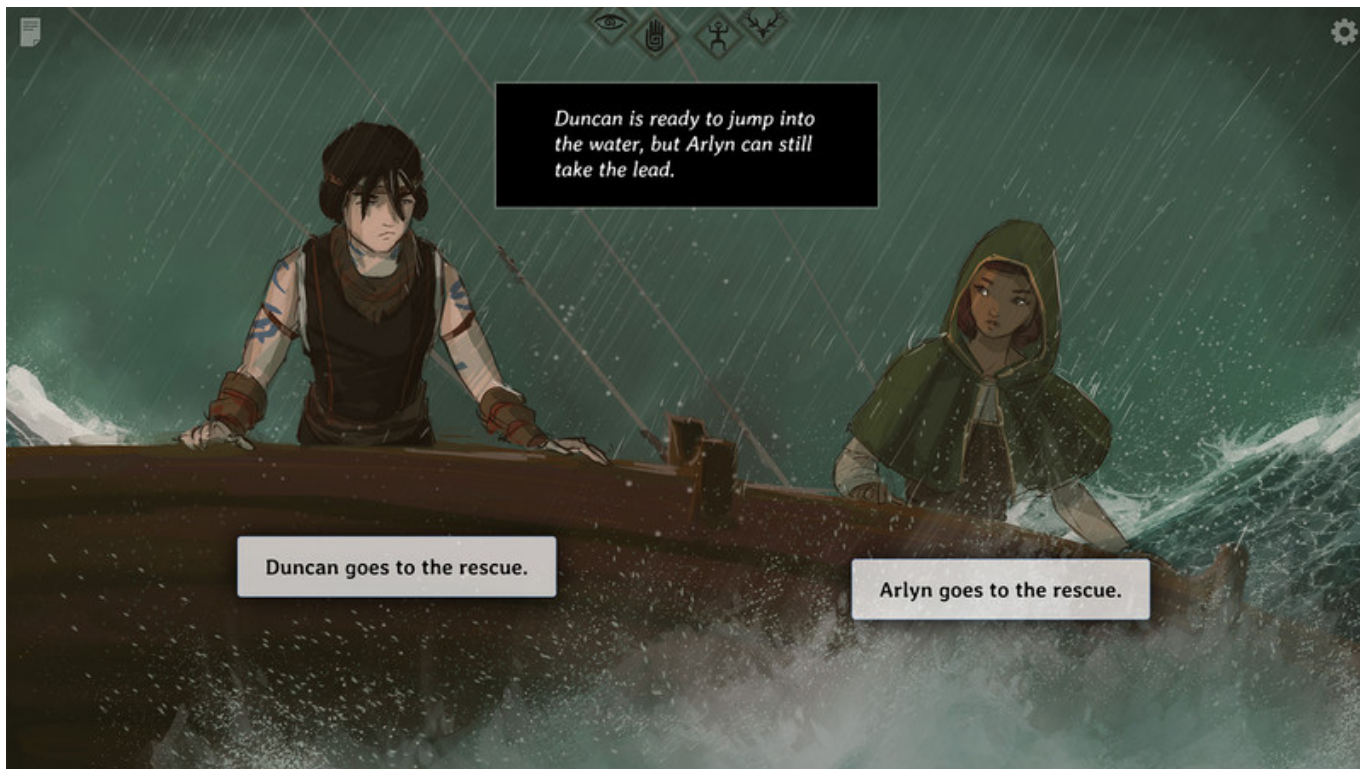 Duncan is ready to jump into
the water, but Arlyn can still
take the lead.
Duncan goes to the rescue.
Arlyn goes to the rescue.